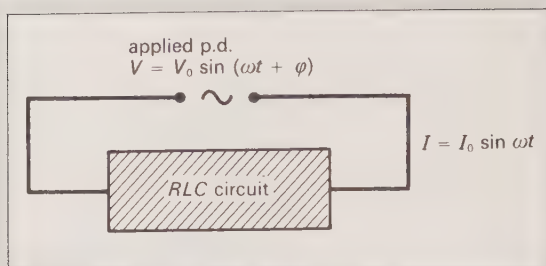 applied p.d.
V = V₀ sin (ωt + φ)
I = I₀ sin ωt
RLC circuit